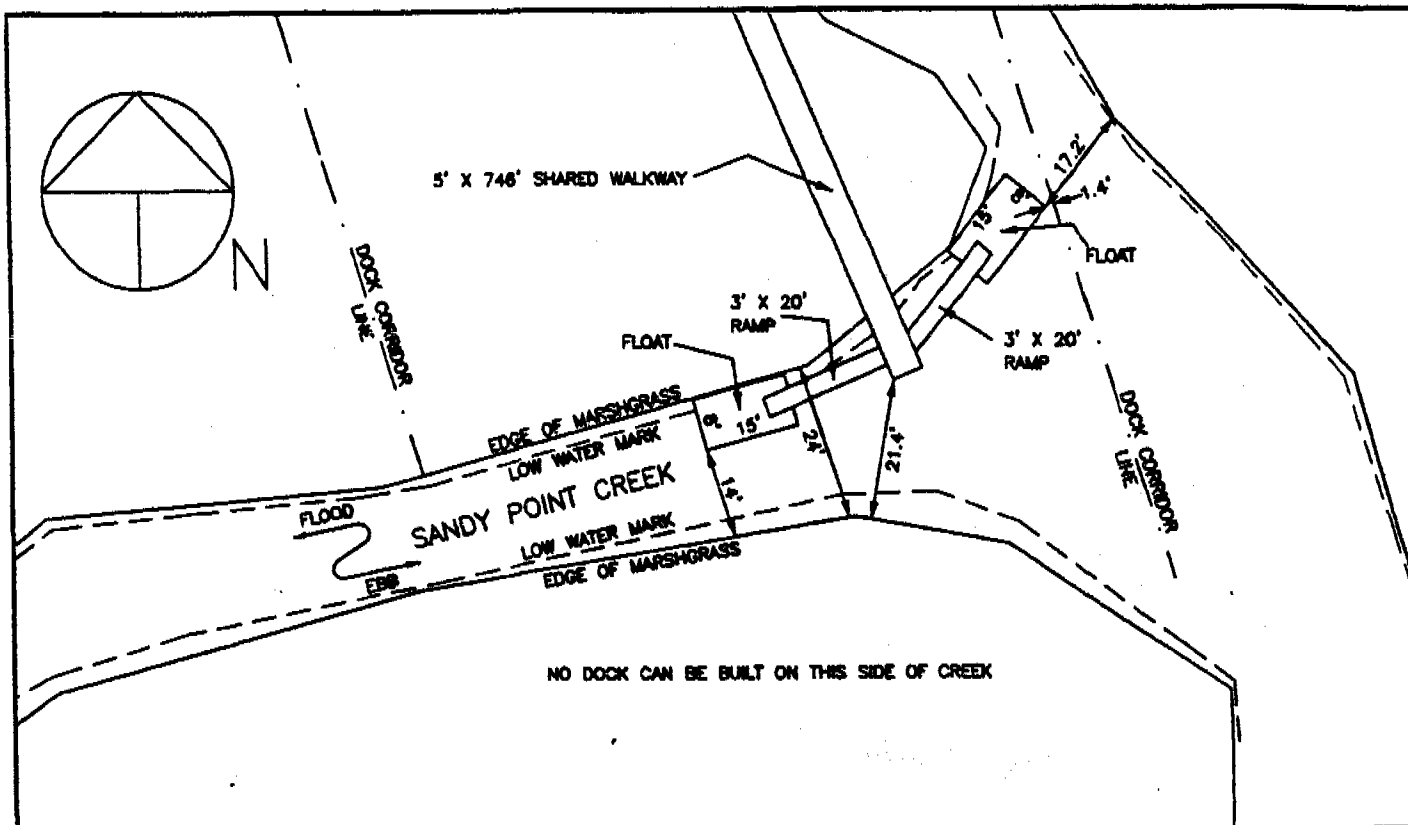 N
5' X 746' SHARED WALKWAY
17.2'
1.4'
15'
8'
FLOAT
DOCK CORRIDOR
LINE
3' X 20'
RAMP
FLOAT
3' X 20'
RAMP
DOCK CORRIDOR
LINE
EDGE OF MARSHGRASS
LOW WATER MARK
8'
15'
24'
21.4'
14'
SANDY POINT CREEK
FLOOD
EBB
LOW WATER MARK
EDGE OF MARSHGRASS
NO DOCK CAN BE BUILT ON THIS SIDE OF CREEK